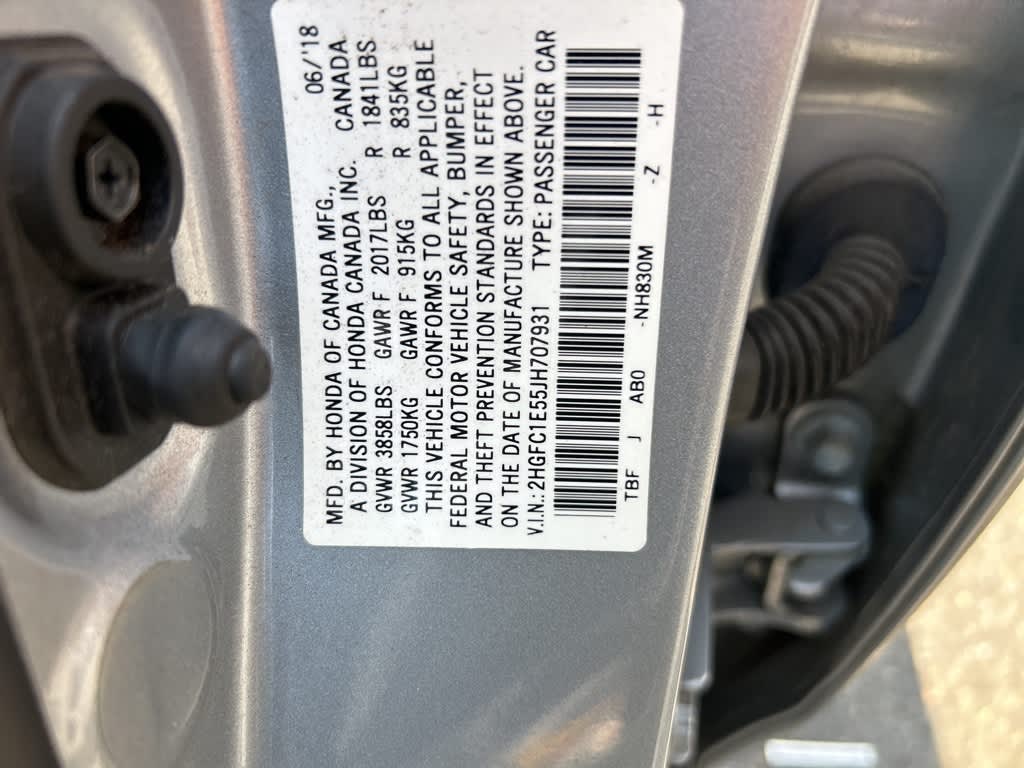 MFD. BY HONDA OF CANADA MFG., 06/'18
A DIVISION OF HONDA CANADA INC. CANADA
GVWR 3858LBS GAWR F 2017LBS R 1841LBS
GVWR 1750KG GAWR F 915KG R 835KG
THIS VEHICLE CONFORMS TO ALL APPLICABLE
FEDERAL MOTOR VEHICLE SAFETY, BUMPER,
AND THEFT PREVENTION STANDARDS IN EFFECT
ON THE DATE OF MANUFACTURE SHOWN ABOVE.
V.I.N.: 2HGFC1E55JH707931 TYPE: PASSENGER CAR
TBF J AB0 -NH830M -Z -H